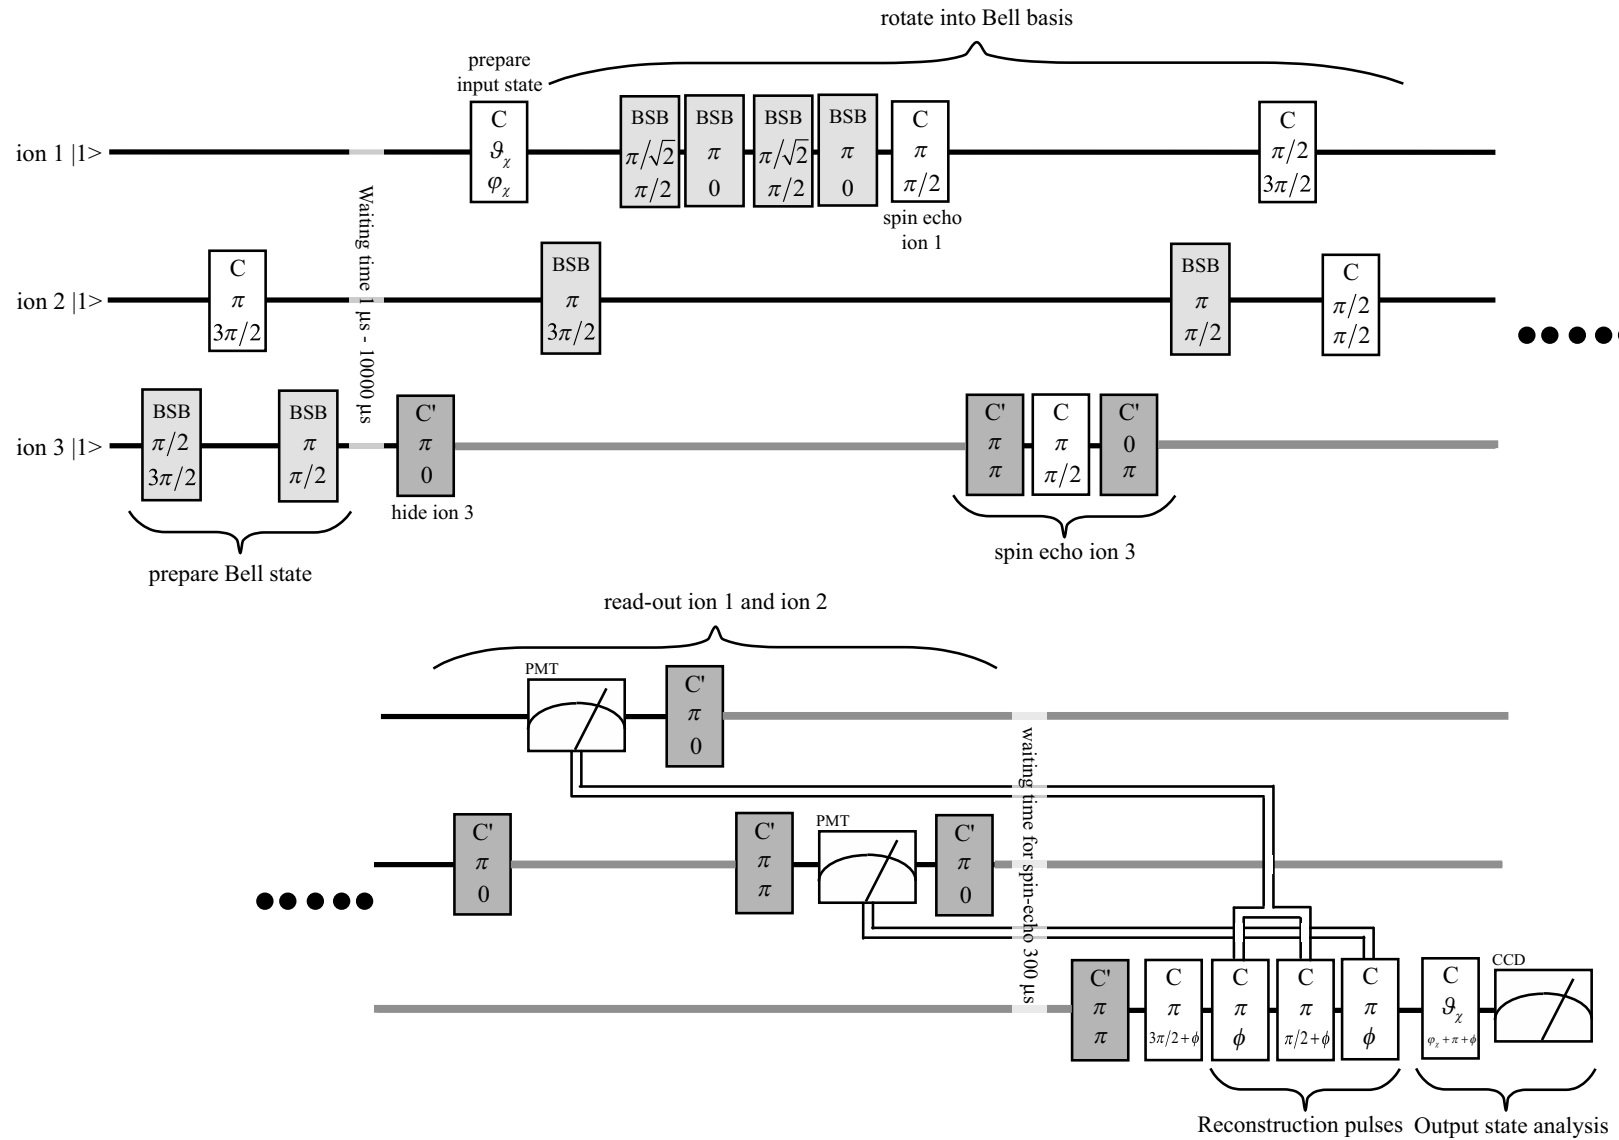 rotate into Bell basis
prepare
input state
ion 1 |1>
C
ϑ_χ
φ_χ
BSB
π/√2
π/2
BSB
π
0
BSB
π/√2
π/2
BSB
π
0
C
π
π/2
spin echo
ion 1
C
π/2
3π/2
Waiting time 1 μs - 10000 μs
ion 2 |1>
C
π
3π/2
BSB
π
3π/2
BSB
π
π/2
C
π/2
π/2
ion 3 |1>
BSB
π/2
3π/2
BSB
π
π/2
C'
π
0
hide ion 3
C'
π
π
C
π
π/2
C'
0
π
prepare Bell state
spin echo ion 3
read-out ion 1 and ion 2
PMT
C'
π
0
waiting time for spin-echo 300 μs
C'
π
0
C'
π
π
PMT
C'
π
0
C'
π
π
C
π
3π/2+ϕ
C
π
ϕ
C
π
π/2+ϕ
C
π
ϕ
C
ϑ_χ
φ_χ+π+ϕ
CCD
Reconstruction pulses
Output state analysis